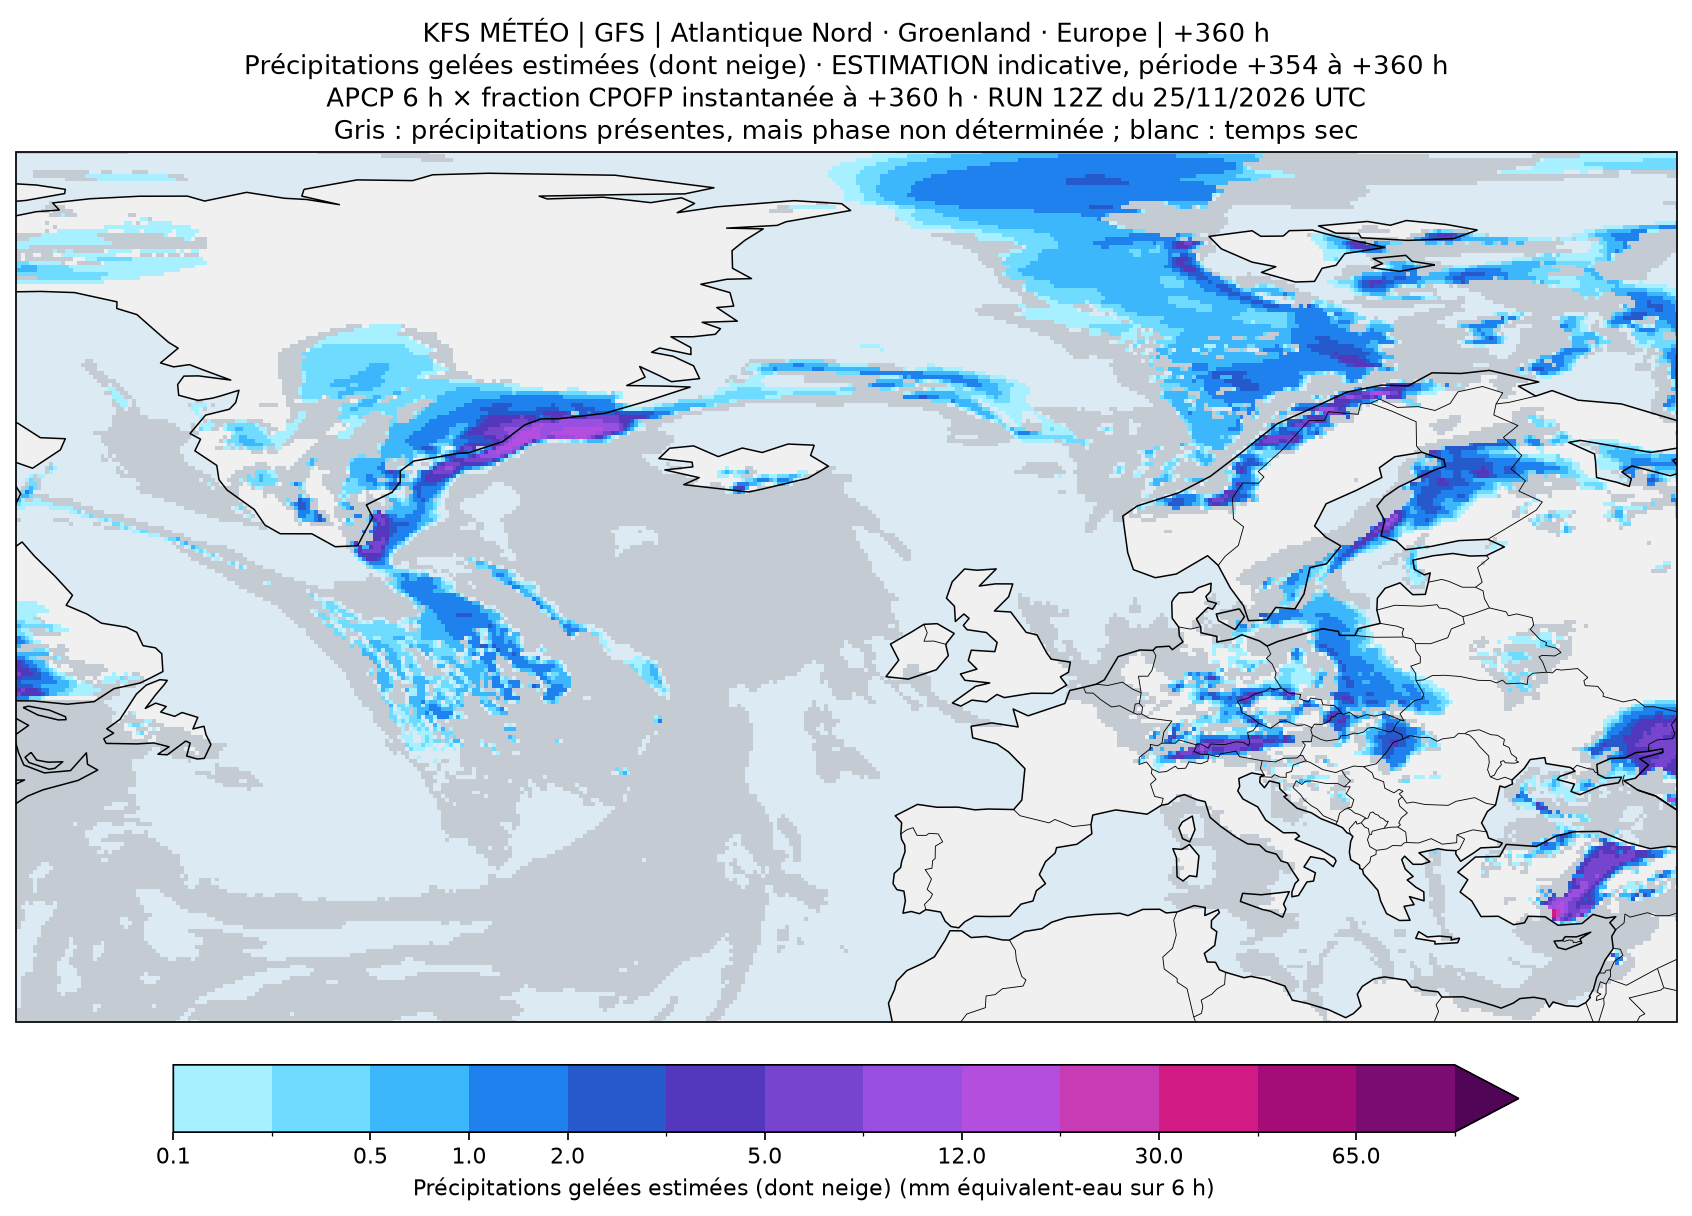 KFS MÉTÉO | GFS | Atlantique Nord · Groenland · Europe | +360 h
Précipitations gelées estimées (dont neige) · ESTIMATION indicative, période +354 à +360 h
APCP 6 h × fraction CPOFP instantanée à +360 h · RUN 12Z du 25/11/2026 UTC
Gris : précipitations présentes, mais phase non déterminée ; blanc : temps sec
0.1 0.5 1.0 2.0 5.0 12.0 30.0 65.0
Précipitations gelées estimées (dont neige) (mm équivalent-eau sur 6 h)